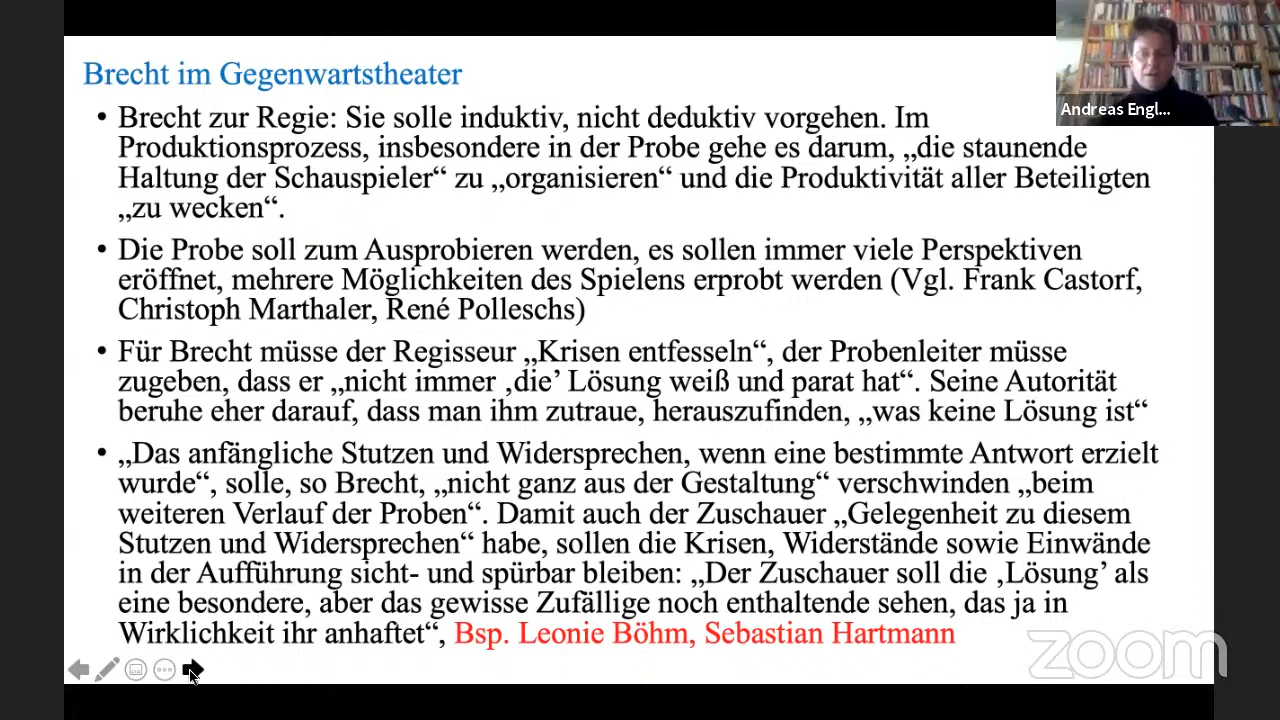 Brecht im Gegenwartstheater
Andreas Engl...
• Brecht zur Regie: Sie solle induktiv, nicht deduktiv vorgehen. Im
Produktionsprozess, insbesondere in der Probe gehe es darum, „die staunende
Haltung der Schauspieler“ zu „organisieren“ und die Produktivität aller Beteiligten
„zu wecken“.
• Die Probe soll zum Ausprobieren werden, es sollen immer viele Perspektiven
eröffnet, mehrere Möglichkeiten des Spielens erprobt werden (Vgl. Frank Castorf,
Christoph Marthaler, René Polleschs)
• Für Brecht müsse der Regisseur „Krisen entfesseln“, der Probenleiter müsse
zugeben, dass er „nicht immer ‚die’ Lösung weiß und parat hat“. Seine Autorität
beruhe eher darauf, dass man ihm zutraue, herauszufinden, „was keine Lösung ist“
• „Das anfängliche Stutzen und Widersprechen, wenn eine bestimmte Antwort erzielt
wurde“, solle, so Brecht, „nicht ganz aus der Gestaltung“ verschwinden „beim
weiteren Verlauf der Proben“. Damit auch der Zuschauer „Gelegenheit zu diesem
Stutzen und Widersprechen“ habe, sollen die Krisen, Widerstände sowie Einwände
in der Aufführung sicht- und spürbar bleiben: „Der Zuschauer soll die ‚Lösung’ als
eine besondere, aber das gewisse Zufällige noch enthaltende sehen, das ja in
Wirklichkeit ihr anhaftet“, Bsp. Leonie Böhm, Sebastian Hartmann
zoom